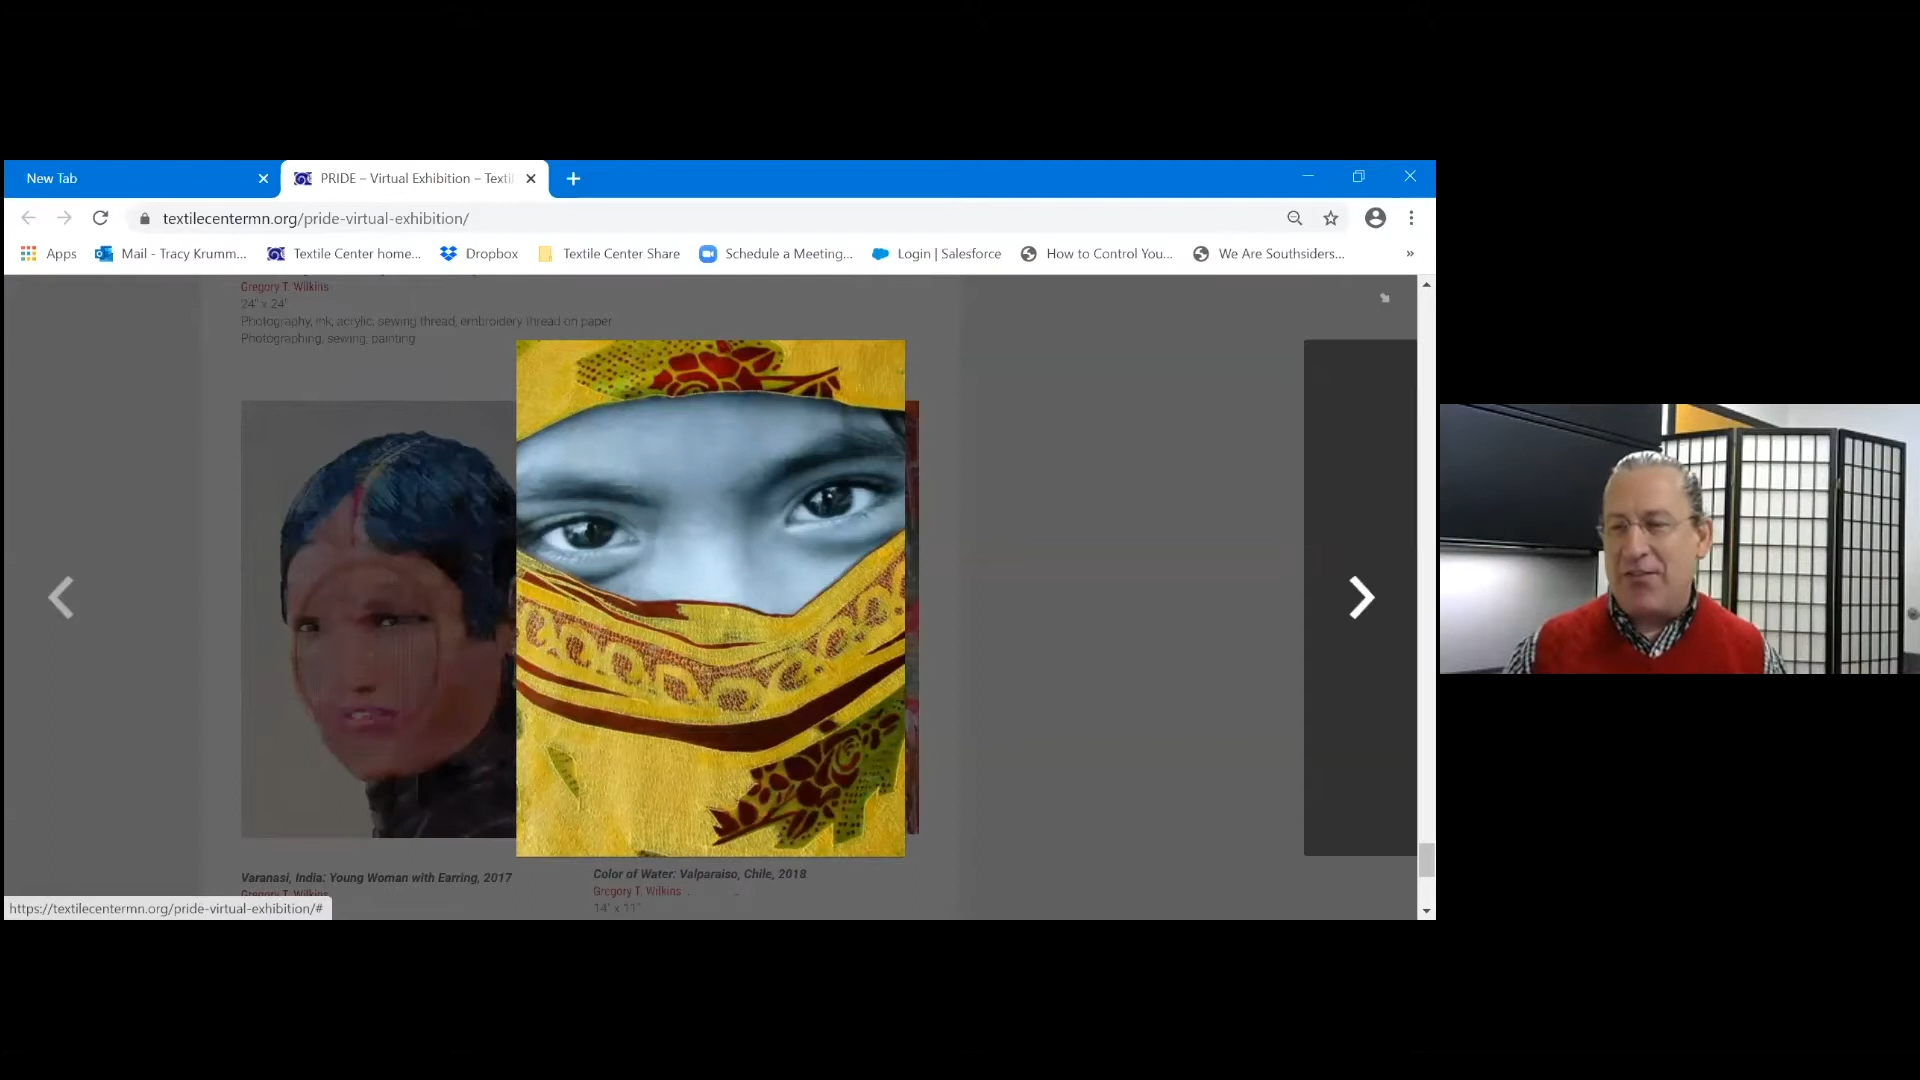 New Tab
PRIDE – Virtual Exhibition – Texti
textilecentermn.org/pride-virtual-exhibition/
Apps
Mail - Tracy Krumm...
Textile Center home...
Dropbox
Textile Center Share
Schedule a Meeting...
Login | Salesforce
How to Control You...
We Are Southsiders...
»
Gregory T. Wilkins
24" x 24"
Photography, ink, acrylic, sewing thread, embroidery thread on paper
Photographing, sewing, painting
Varanasi, India: Young Woman with Earring, 2017
Gregory T. Wilkins
Color of Water: Valparaiso, Chile, 2018
Gregory T. Wilkins
14" x 11"
https://textilecentermn.org/pride-virtual-exhibition/#